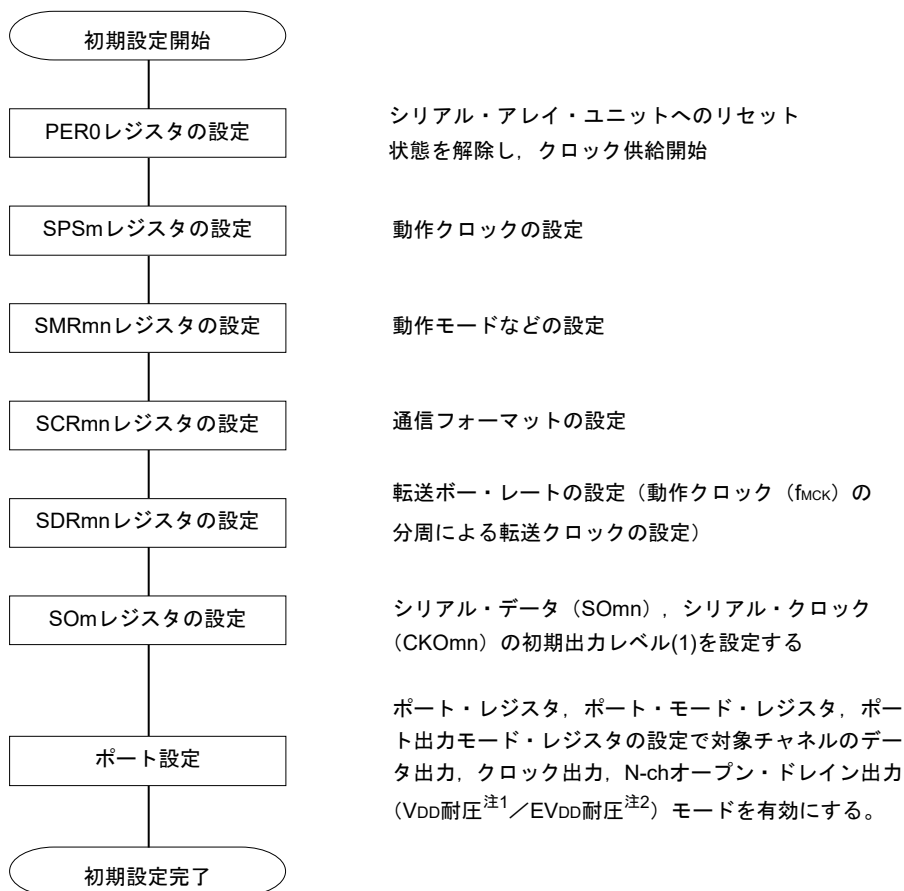 初期設定開始
PER0レジスタの設定
シリアル・アレイ・ユニットへのリセット
状態を解除し，クロック供給開始
SPSmレジスタの設定
動作クロックの設定
SMRmnレジスタの設定
動作モードなどの設定
SCRmnレジスタの設定
通信フォーマットの設定
SDRmnレジスタの設定
転送ボー・レートの設定（動作クロック（fMCK）の
分周による転送クロックの設定）
SOmレジスタの設定
シリアル・データ（SOmn），シリアル・クロック
（CKOmn）の初期出力レベル(1)を設定する
ポート設定
ポート・レジスタ，ポート・モード・レジスタ，ポー
ト出力モード・レジスタの設定で対象チャネルのデー
タ出力，クロック出力，N-chオープン・ドレイン出力
（VDD耐圧注1／EVDD耐圧注2）モードを有効にする。
初期設定完了